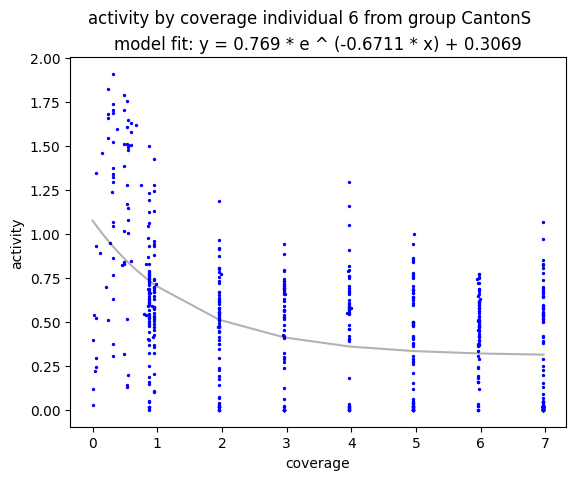 activity by coverage individual 6 from group CantonS
model fit: y = 0.769 * e ^ (-0.6711 * x) + 0.3069
2.00
1.75
1.50
1.25
1.00
0.75
0.50
0.25
0.00
activity
0 1 2 3 4 5 6 7
coverage